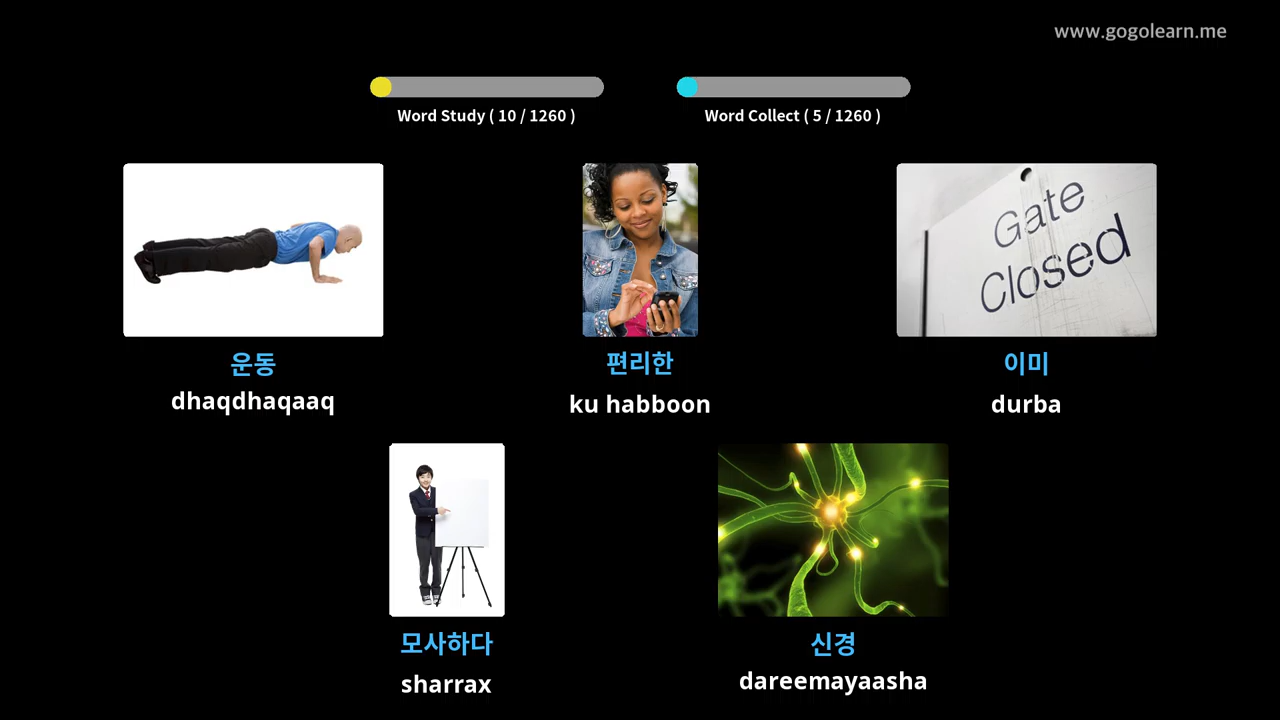 www.gogolearn.me
Word Study ( 10 / 1260 )
Word Collect ( 5 / 1260 )
Gate
Closed
운동
dhaqdhaqaaq
편리한
ku habboon
이미
durba
모사하다
sharrax
신경
dareemayaasha